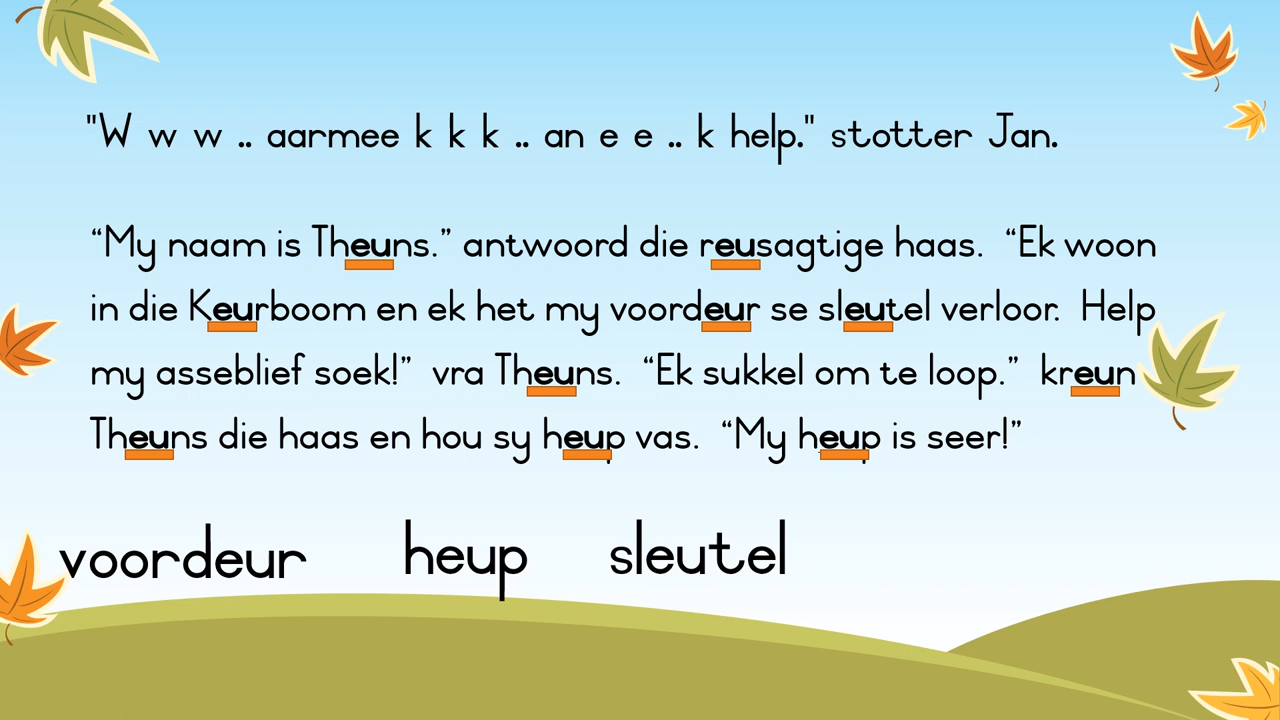 "W w w .. aarmee k k k .. an e e .. k help." stotter Jan.
“My naam is Theuns.” antwoord die reusagtige haas. “Ek woon
in die Keurboom en ek het my voordeur se sleutel verloor. Help
my asseblief soek!” vra Theuns. “Ek sukkel om te loop.” kreun
Theuns die haas en hou sy heup vas. “My heup is seer!”
voordeur heup sleutel